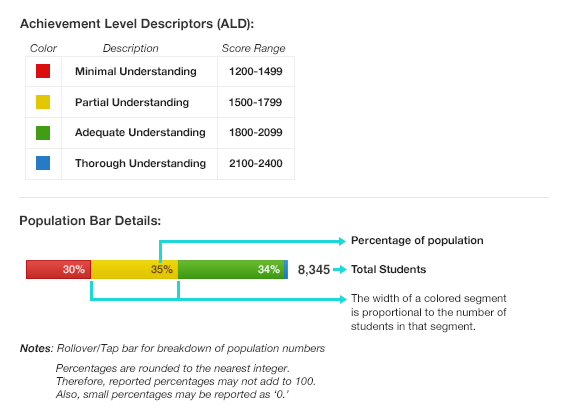 Achievement Level Descriptors (ALD):
Color Description Score Range
Minimal Understanding 1200-1499
Partial Understanding 1500-1799
Adequate Understanding 1800-2099
Thorough Understanding 2100-2400
Population Bar Details:
Percentage of population
30% 35% 34% 8,345 Total Students
The width of a colored segment
is proportional to the number of
students in that segment.
Notes: Rollover/Tap bar for breakdown of population numbers
Percentages are rounded to the nearest integer.
Therefore, reported percentages may not add to 100.
Also, small percentages may be reported as ‘0.’